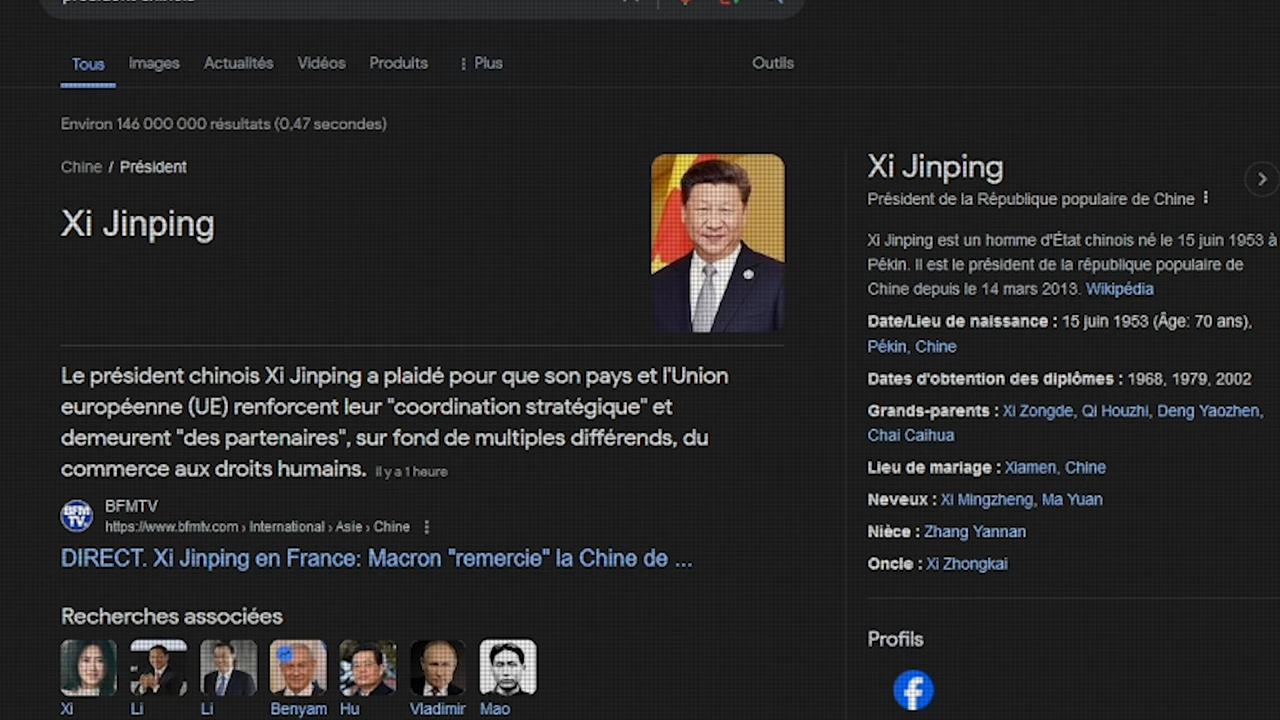 Tous Images Actualités Vidéos Produits Plus Outils
Environ 146 000 000 résultats (0,47 secondes)
Chine / Président
Xi Jinping
Le président chinois Xi Jinping a plaidé pour que son pays et l'Union
européenne (UE) renforcent leur "coordination stratégique" et
demeurent "des partenaires", sur fond de multiples différends, du
commerce aux droits humains. Il y a 1 heure
BFM
TV.
BFMTV
https://www.bfmtv.com › International › Asie › Chine
DIRECT. Xi Jinping en France: Macron "remercie" la Chine de ...
Recherches associées
Xi Li Li Benyam Hu Vladimir Mao
Xi Jinping
Président de la République populaire de Chine
Xi Jinping est un homme d'État chinois né le 15 juin 1953 à
Pékin. Il est le président de la république populaire de
Chine depuis le 14 mars 2013. Wikipédia
Date/Lieu de naissance : 15 juin 1953 (Âge: 70 ans),
Pékin, Chine
Dates d'obtention des diplômes : 1968, 1979, 2002
Grands-parents : Xi Zongde, Qi Houzhi, Deng Yaozhen,
Chai Caihua
Lieu de mariage : Xiamen, Chine
Neveux : Xi Mingzheng, Ma Yuan
Nièce : Zhang Yannan
Oncle : Xi Zhongkai
Profils